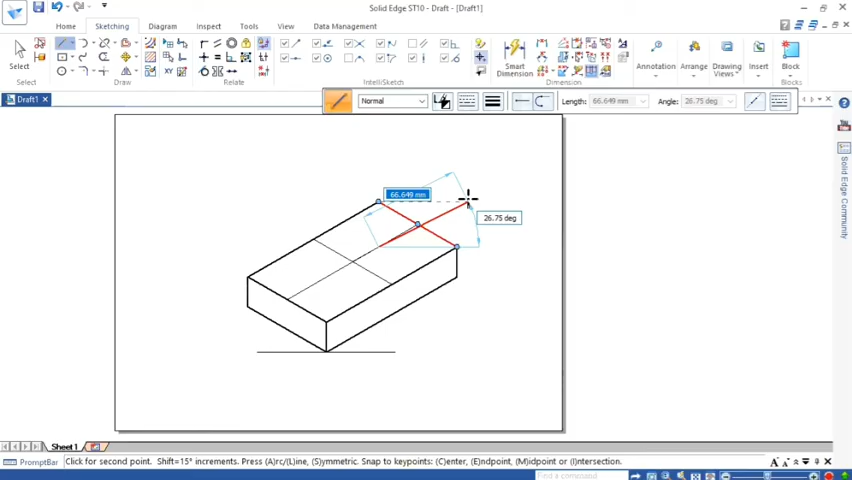 Solid Edge ST10 - Draft - [Draft1]
Home Sketching Diagram Inspect Tools View Data Management
Select
Smart Dimension
Annotation
Arrange
Drawing Views
Insert
Block
Select Draw Relate IntelliSketch Dimension Blocks
Draft1
Normal
Length: 66.649 mm
Angle: 26.75 deg
66.649 mm
26.75 deg
Solid Edge Community
Sheet1
PromptBar
Click for second point. Shift=15° increments. Press (A)rc/(L)ine, (S)ymmetric. Snap to keypoints: (C)enter, (E)ndpoint, (M)idpoint or (I)ntersection.
Find a command